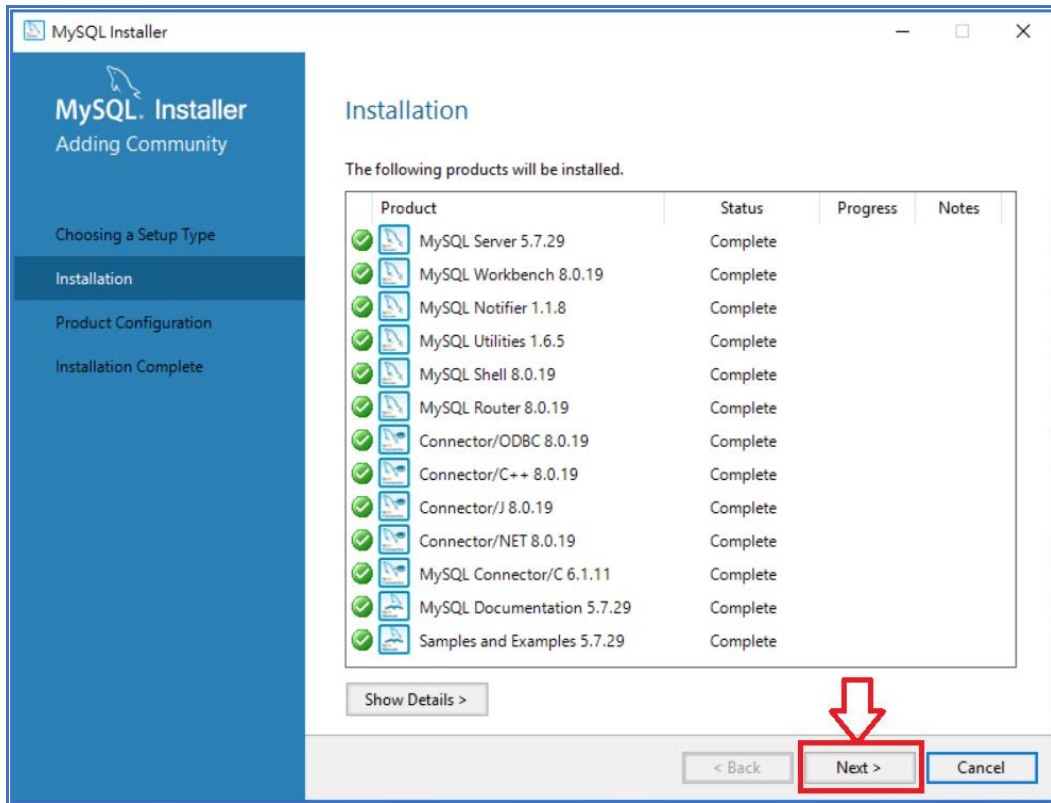 MySQL Installer
MySQL. Installer
Adding Community
Choosing a Setup Type
Installation
Product Configuration
Installation Complete
Installation
The following products will be installed.
Product Status Progress Notes
MySQL Server 5.7.29 Complete
MySQL Workbench 8.0.19 Complete
MySQL Notifier 1.1.8 Complete
MySQL Utilities 1.6.5 Complete
MySQL Shell 8.0.19 Complete
MySQL Router 8.0.19 Complete
Connector/ODBC 8.0.19 Complete
Connector/C++ 8.0.19 Complete
Connector/J 8.0.19 Complete
Connector/NET 8.0.19 Complete
MySQL Connector/C 6.1.11 Complete
MySQL Documentation 5.7.29 Complete
Samples and Examples 5.7.29 Complete
Show Details >
< Back Next > Cancel